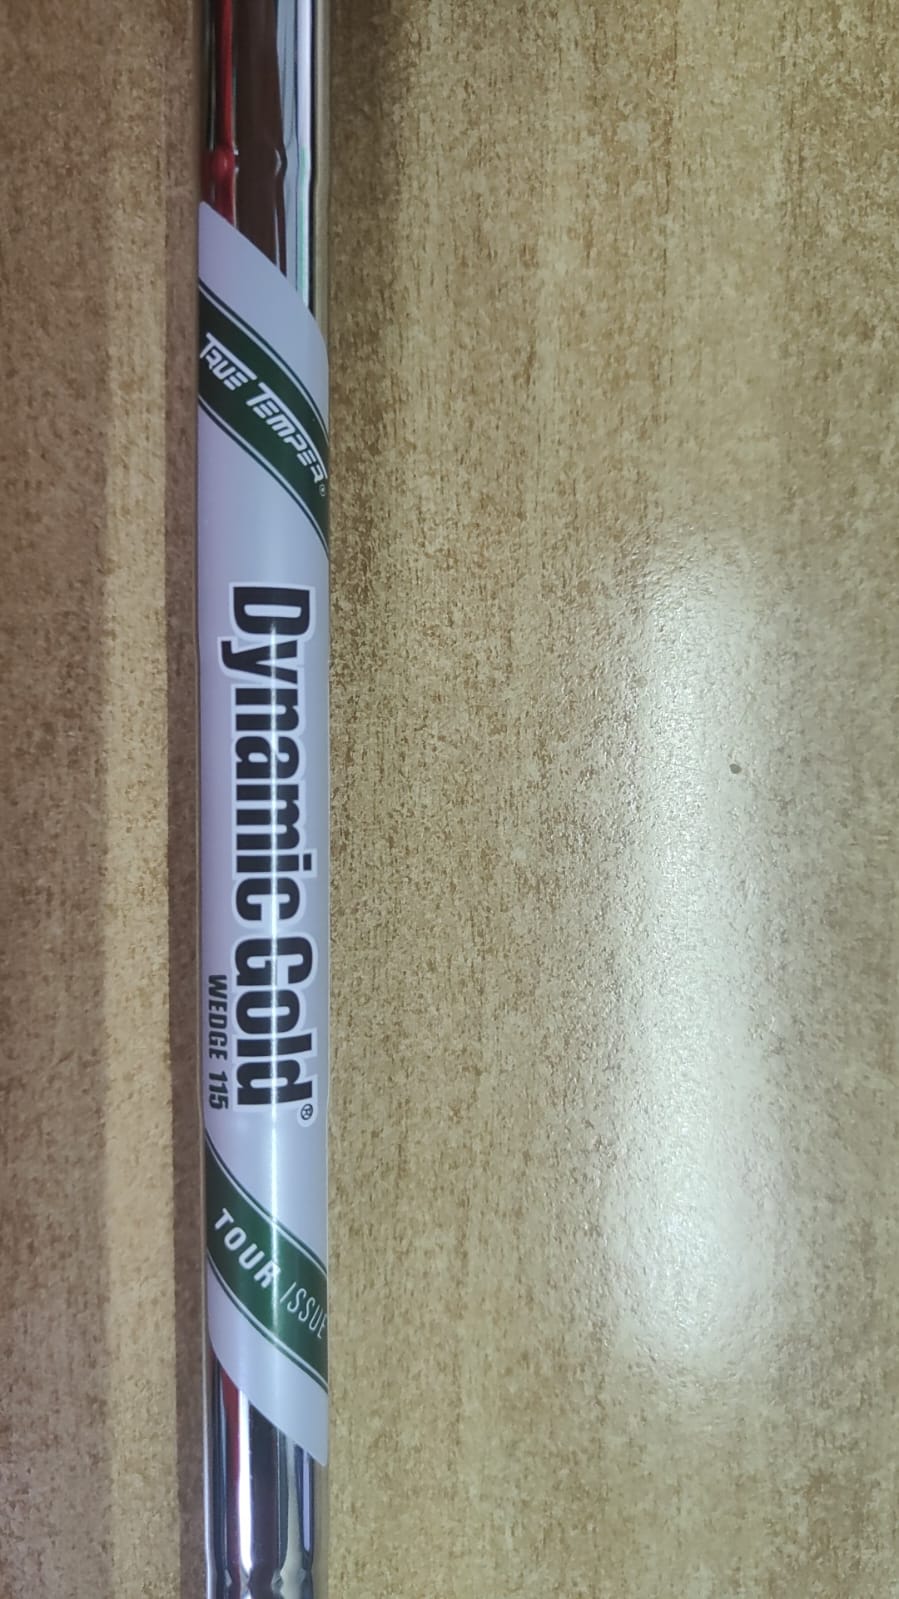 TRUE TEMPER®
Dynamic Gold®
WEDGE 115
TOUR ISSUE